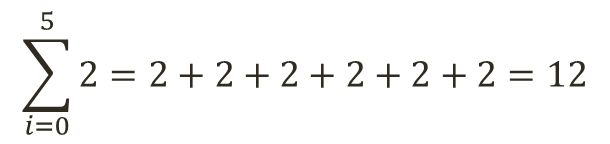 5
∑ 2 = 2 + 2 + 2 + 2 + 2 + 2 = 12
i=0